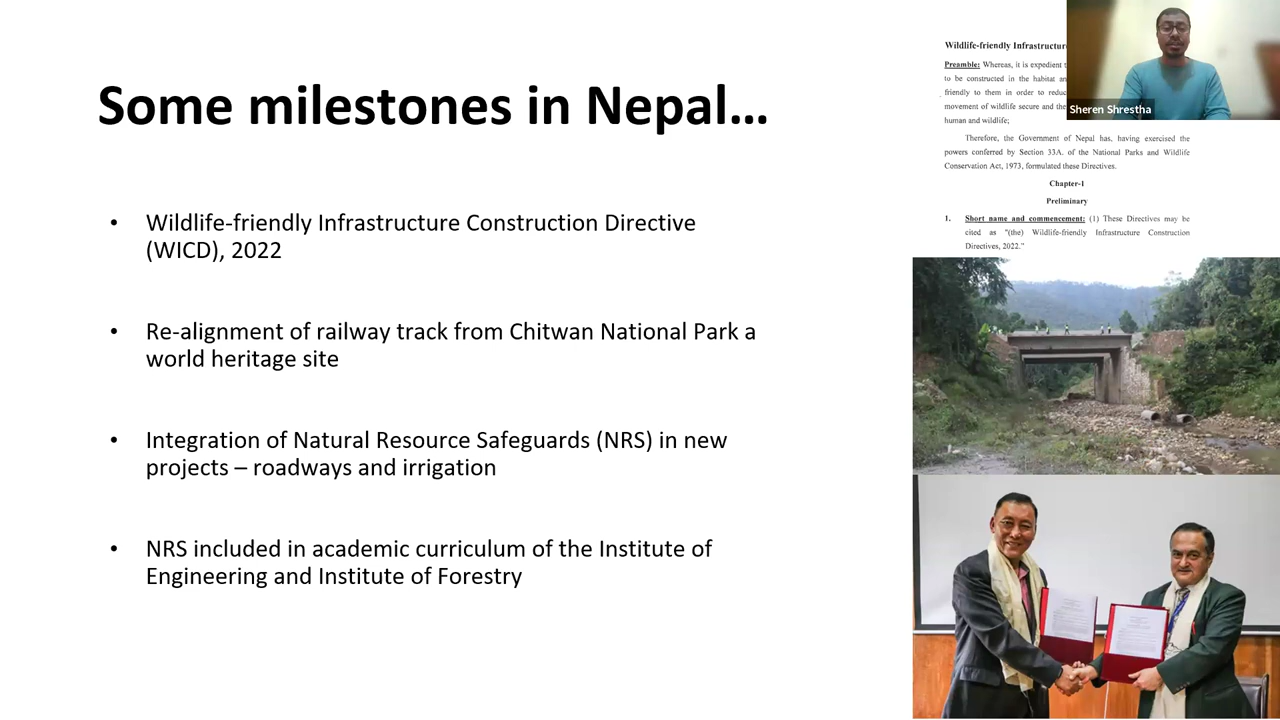 Some milestones in Nepal...
• Wildlife-friendly Infrastructure Construction Directive
(WICD), 2022
• Re-alignment of railway track from Chitwan National Park a
world heritage site
• Integration of Natural Resource Safeguards (NRS) in new
projects – roadways and irrigation
• NRS included in academic curriculum of the Institute of
Engineering and Institute of Forestry
Wildlife-friendly Infrastructure
Preamble: Whereas, it is expedient
to be constructed in the habitat
friendly to them in order to
movement of wildlife secure and the
human and wildlife;
Therefore, the Government of Nepal has, having exercised the
powers conferred by Section 33A. of the National Parks and Wildlife
Conservation Act, 1973, formulated these Directives.
Chapter-1
Preliminary
1. Short name and commencement: (1) These Directives may be
cited as "(the) Wildlife-friendly Infrastructure Construction
Directives, 2022."
Sheren Shrestha